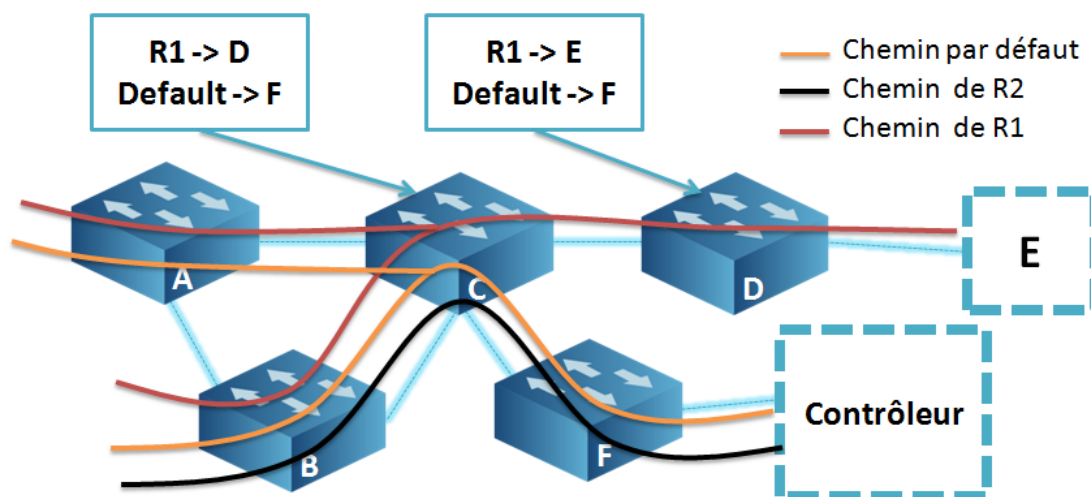 R1 -> D
Default -> F
R1 -> E
Default -> F
Chemin par défaut
Chemin de R2
Chemin de R1
A
C
D
E
B
F
Contrôleur